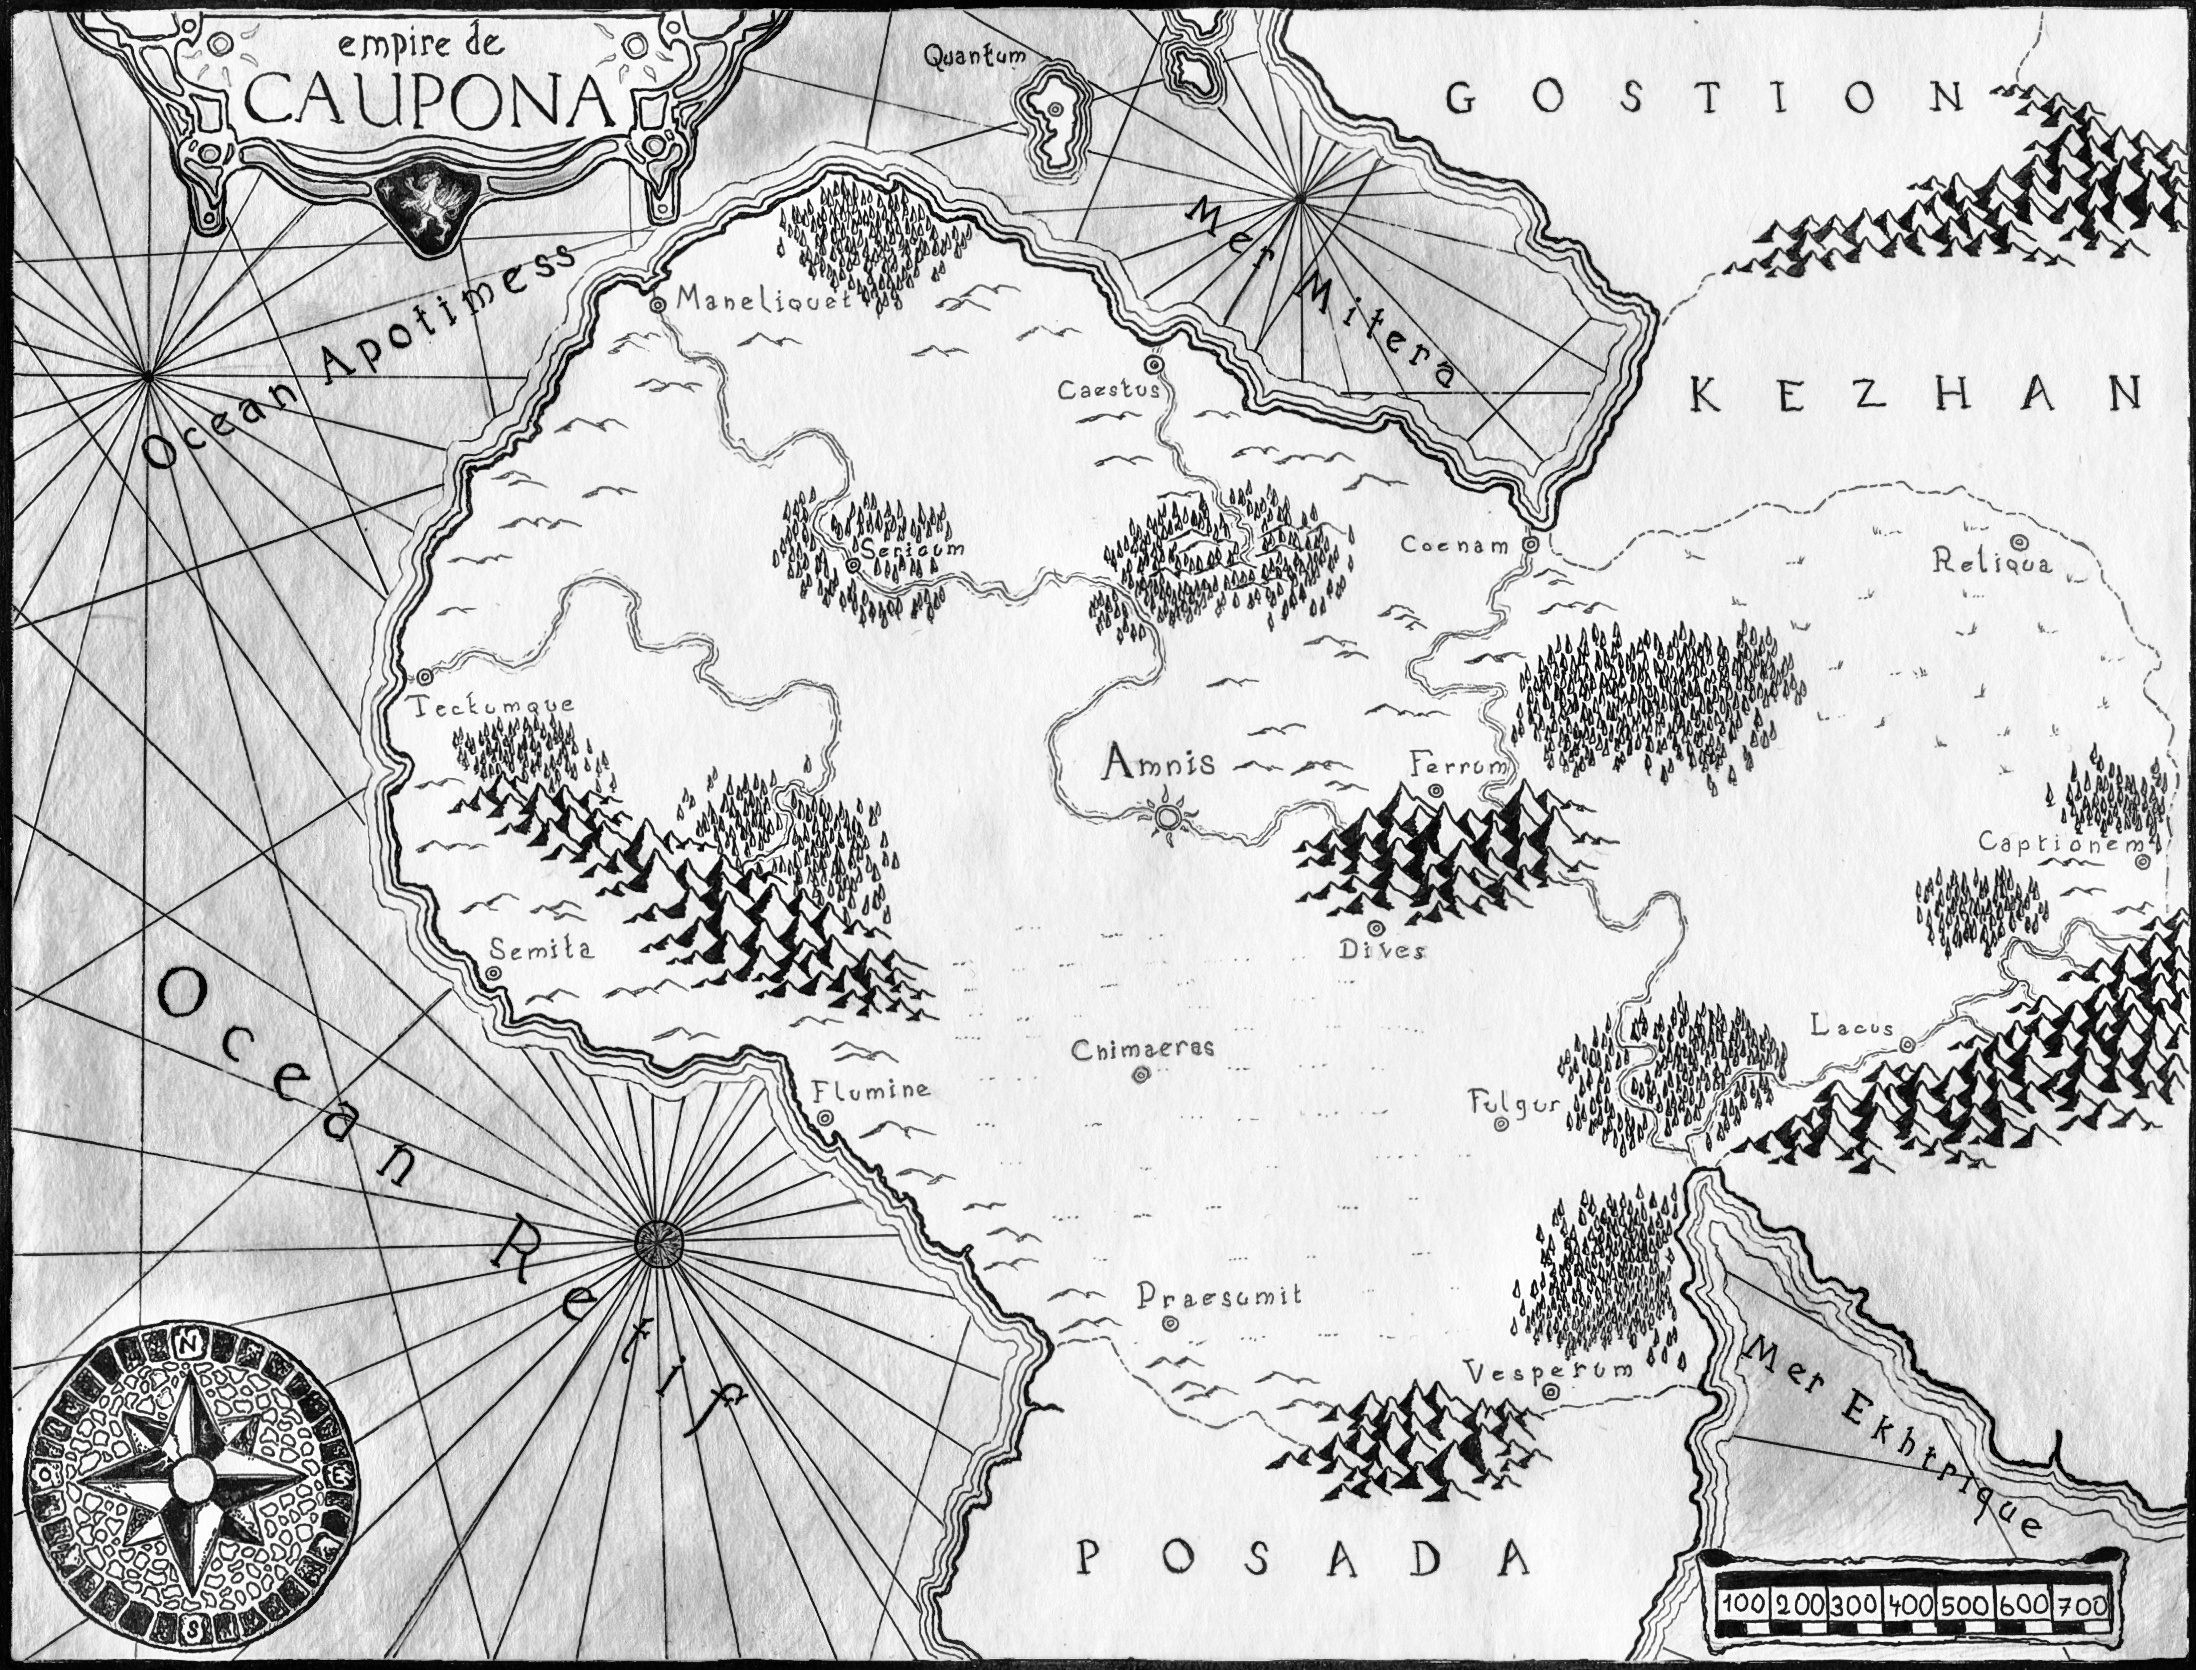 empire de
CAUPONA
Quantum
GOSTION
Mer Mitera
Ocean Apotimess
Maneliquet
Caestus
KEZHAN
Sericum
Coenam
Reliqua
Tectumque
Amnis
Ferrum
Captionem
Semita
Dives
Lacus
Chimaeras
Flumine
Fulgur
Ocean Retif
Praesumit
Vesperum
Mer Ekhtrique
POSADA
N
O
E
S
100 200 300 400 500 600 700